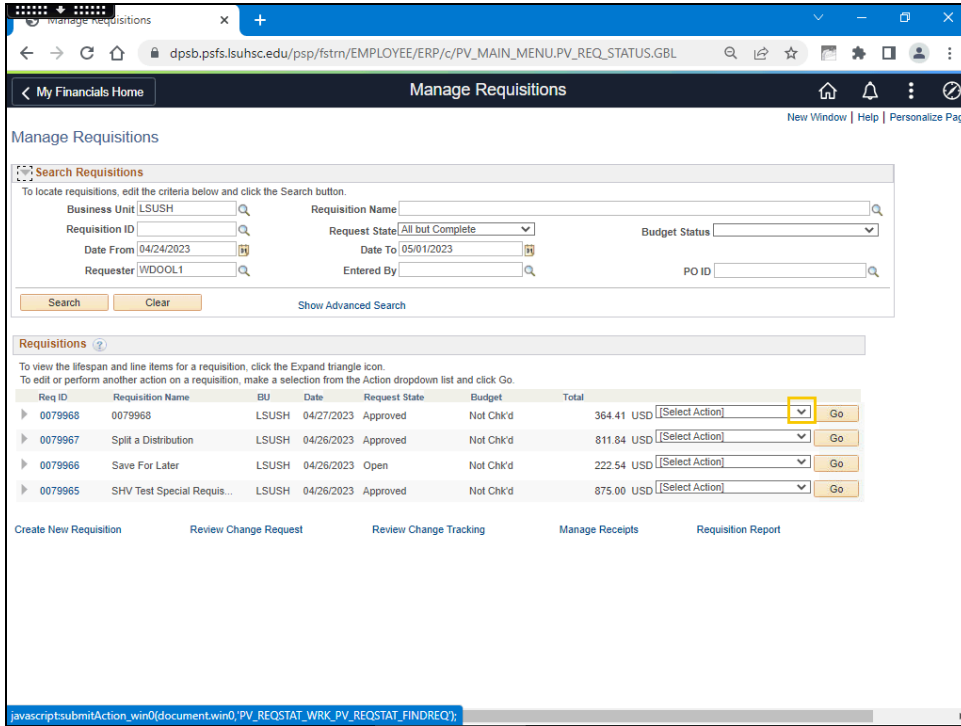 Manage Requisitions
dpsb.psfs.lsuhsc.edu/psp/fstrn/EMPLOYEE/ERP/c/PV_MAIN_MENU.PV_REQ_STATUS.GBL
My Financials Home Manage Requisitions
New Window | Help | Personalize Pag
Manage Requisitions
Search Requisitions
To locate requisitions, edit the criteria below and click the Search button.
Business Unit LSUSH Requisition Name
Requisition ID Request State All but Complete Budget Status
Date From 04/24/2023 Date To 05/01/2023
Requester WDOOL1 Entered By PO ID
Search Clear Show Advanced Search
Requisitions ?
To view the lifespan and line items for a requisition, click the Expand triangle icon.
To edit or perform another action on a requisition, make a selection from the Action dropdown list and click Go.
Req ID Requisition Name BU Date Request State Budget Total
0079968 0079968 LSUSH 04/27/2023 Approved Not Chk'd 364.41 USD [Select Action] Go
0079967 Split a Distribution LSUSH 04/26/2023 Approved Not Chk'd 811.84 USD [Select Action] Go
0079966 Save For Later LSUSH 04/26/2023 Open Not Chk'd 222.54 USD [Select Action] Go
0079965 SHV Test Special Requis... LSUSH 04/26/2023 Approved Not Chk'd 875.00 USD [Select Action] Go
Create New Requisition Review Change Request Review Change Tracking Manage Receipts Requisition Report
javascript:submitAction_win0(document.win0,'PV_REQSTAT_WRK_PV_REQSTAT_FINDREQ');